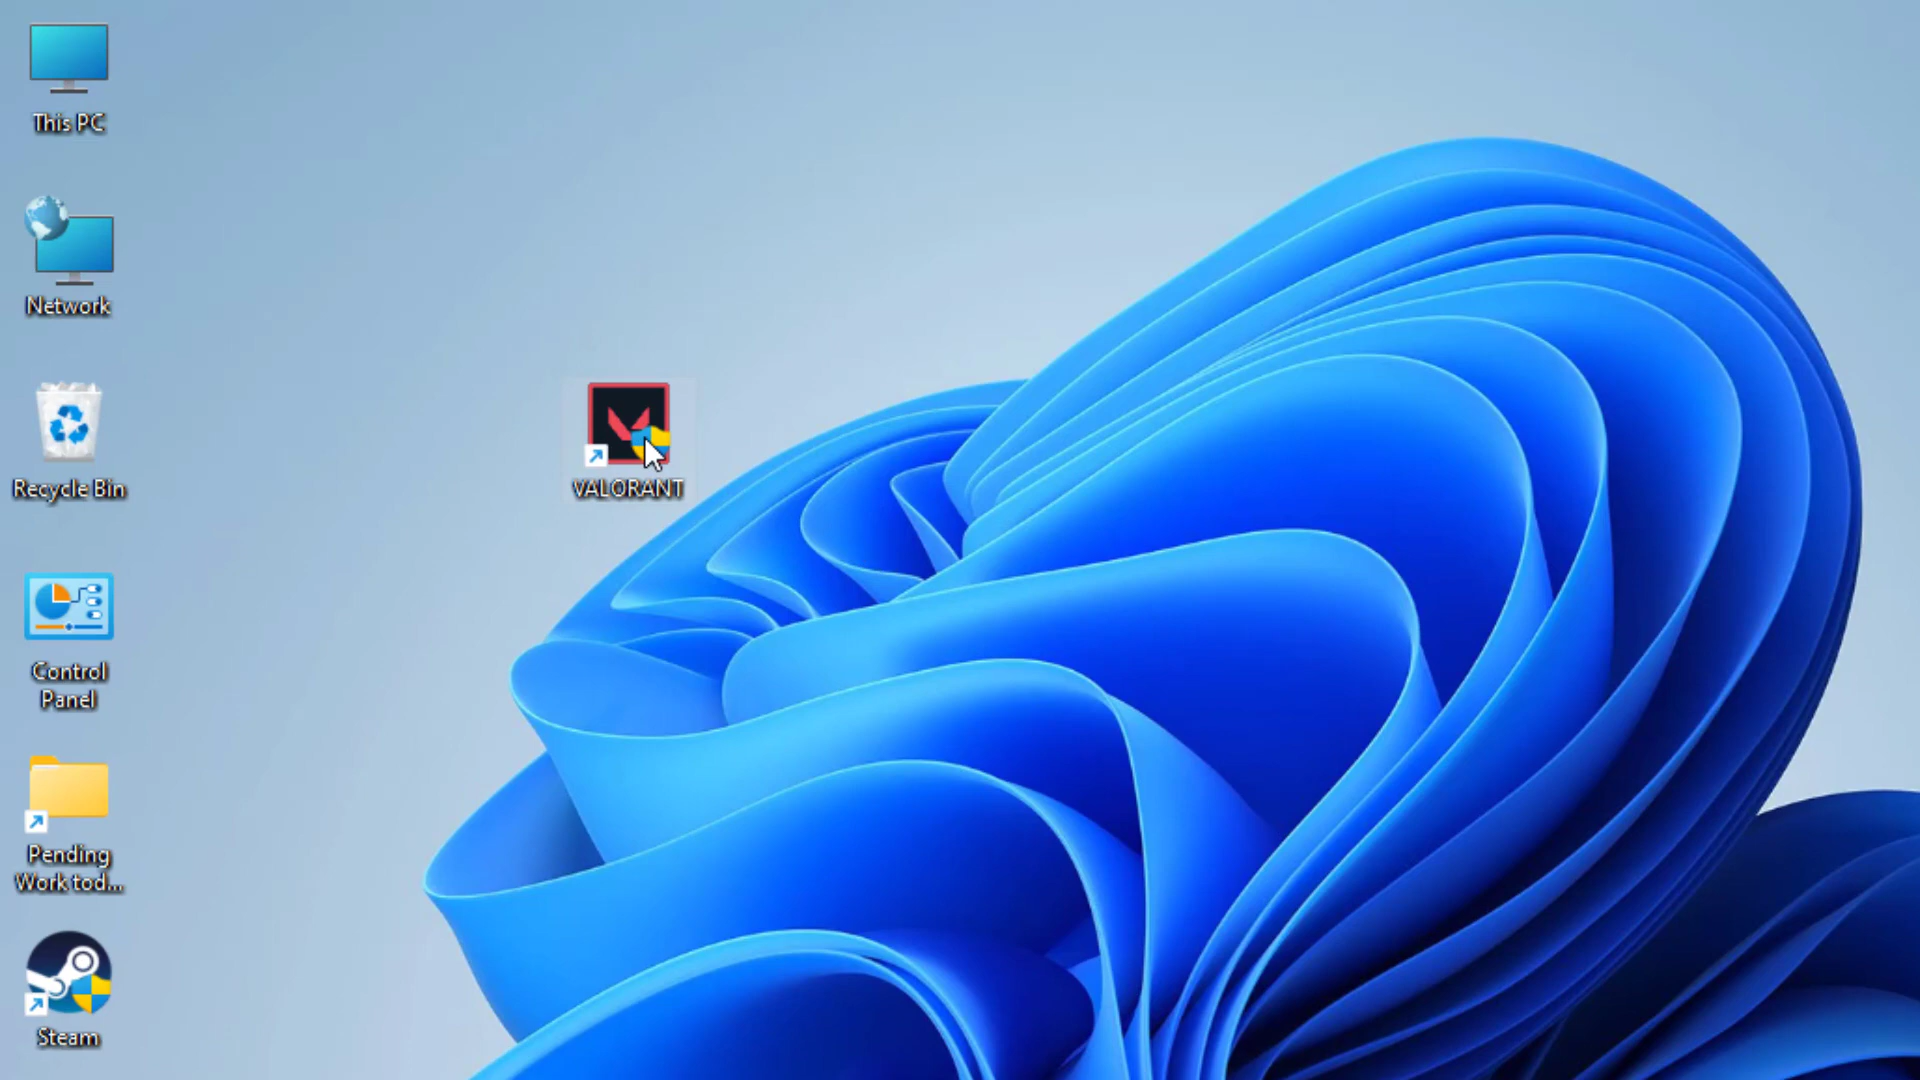 This PC
Network
Recycle Bin
Control
Panel
Pending
Work tod...
Steam
VALORANT